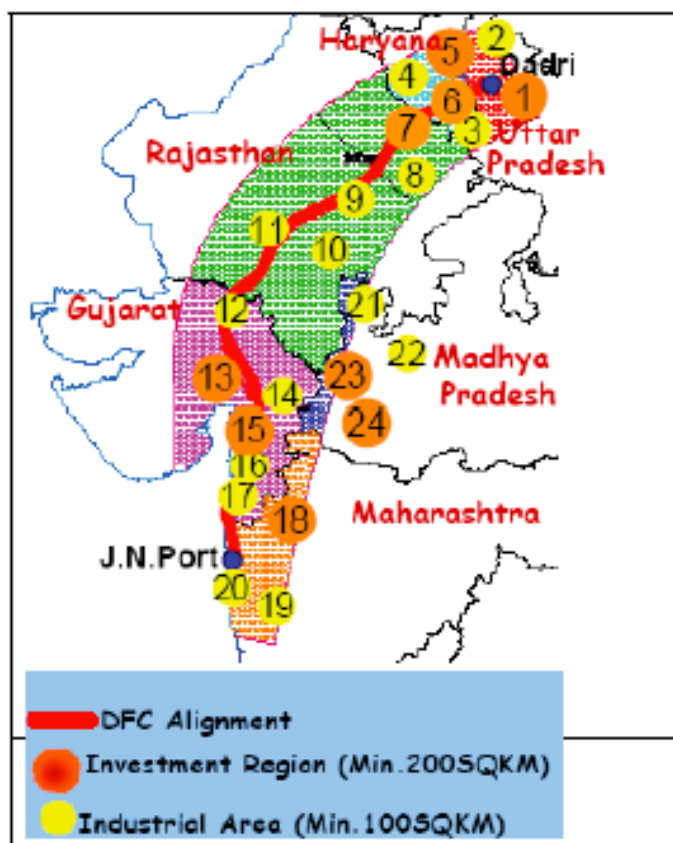 Haryana
5
2
Dadri
4
1
6
7
3
Uttar
Pradesh
Rajasthan
8
9
11
10
Gujarat
12
21
22
Madhya
Pradesh
13
23
14
24
15
16
17
18
Maharashtra
J.N.Port
20
19
DFC Alignment
Investment Region (Min.200SQKM)
Industrial Area (Min.100SQKM)